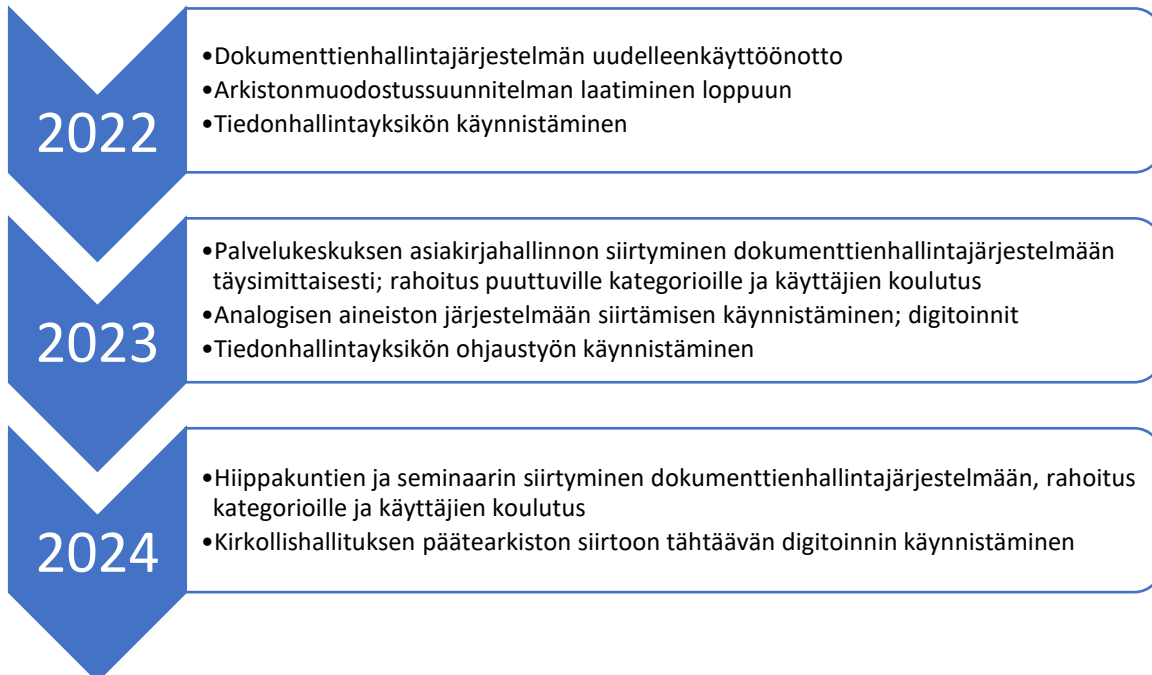 2022
•Dokumenttienhallintajärjestelmän uudelleenkäyttöönotto
•Arkistonmuodostussuunnitelman laatiminen loppuun
•Tiedonhallintayksikön käynnistäminen
2023
•Palvelukeskuksen asiakirjahallinnon siirtyminen dokumenttienhallintajärjestelmään
täysimittaisesti; rahoitus puuttuville kategorioille ja käyttäjien koulutus
•Analogisen aineiston järjestelmään siirtämisen käynnistäminen; digitoinnit
•Tiedonhallintayksikön ohjaustyön käynnistäminen
2024
•Hiippakuntien ja seminaarin siirtyminen dokumenttienhallintajärjestelmään, rahoitus
kategorioille ja käyttäjien koulutus
•Kirkollishallituksen päätearkiston siirtoon tähtäävän digitoinnin käynnistäminen